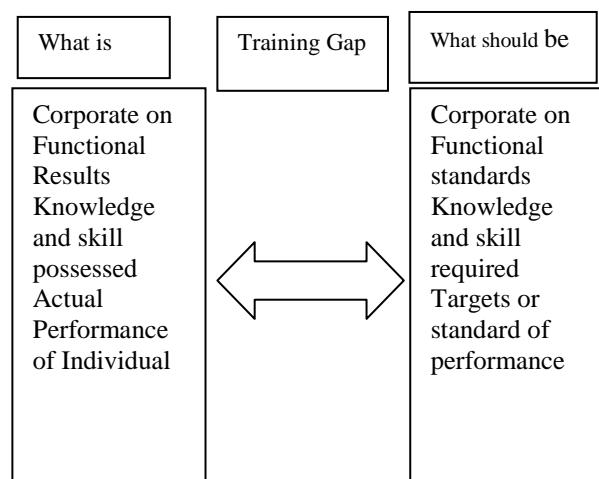 What is
Training Gap
What should be
Corporate on
Functional
Results
Knowledge
and skill
possessed
Actual
Performance
of Individual
Corporate on
Functional
standards
Knowledge
and skill
required
Targets or
standard of
performance